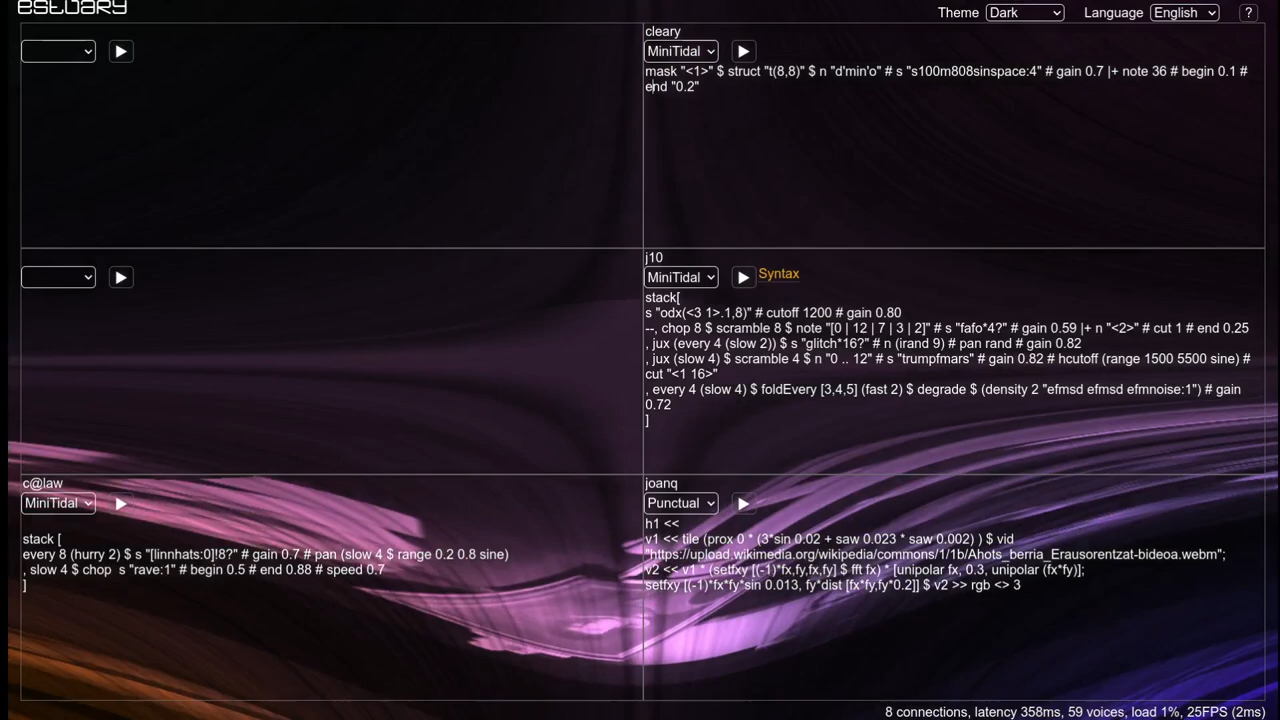 estuary
Theme Dark Language English ?
cleary
MiniTidal
mask "<1>" $ struct "t(8,8)" $ n "d'min'o" # s "s100m808sinspace:4" # gain 0.7 |+ note 36 # begin 0.1 #
end "0.2"
j10
MiniTidal Syntax
stack[
s "odx(<3 1>.1,8)" # cutoff 1200 # gain 0.80
--, chop 8 $ scramble 8 $ note "[0 | 12 | 7 | 3 | 2]" # s "fafo*4?" # gain 0.59 |+ n "<2>" # cut 1 # end 0.25
, jux (every 4 (slow 2)) $ s "glitch*16?" # n (irand 9) # pan rand # gain 0.82
, jux (slow 4) $ scramble 4 $ n "0 .. 12" # s "trumpfmars" # gain 0.82 # hcutoff (range 1500 5500 sine) #
cut "<1 16>"
, every 4 (slow 4) $ foldEvery [3,4,5] (fast 2) $ degrade $ (density 2 "efmsd efmsd efmnoise:1") # gain
0.72
]
c@law
MiniTidal
stack [
every 8 (hurry 2) $ s "[linnhats:0]!8?" # gain 0.7 # pan (slow 4 $ range 0.2 0.8 sine)
, slow 4 $ chop  s "rave:1" # begin 0.5 # end 0.88 # speed 0.7
]
joanq
Punctual
h1 <<
v1 << tile (prox 0 * (3*sin 0.02 + saw 0.023 * saw 0.002) ) $ vid
"https://upload.wikimedia.org/wikipedia/commons/1/1b/Ahots_berria_Erausorentzat-bideoa.webm";
v2 << v1 * (setfxy [(-1)*fx,fy,fx,fy] $ fft fx) * [unipolar fx, 0.3, unipolar (fx*fy)];
setfxy [(-1)*fx*fy*sin 0.013, fy*dist [fx*fy,fy*0.2]] $ v2 >> rgb <> 3
8 connections, latency 358ms, 59 voices, load 1%, 25FPS (2ms)